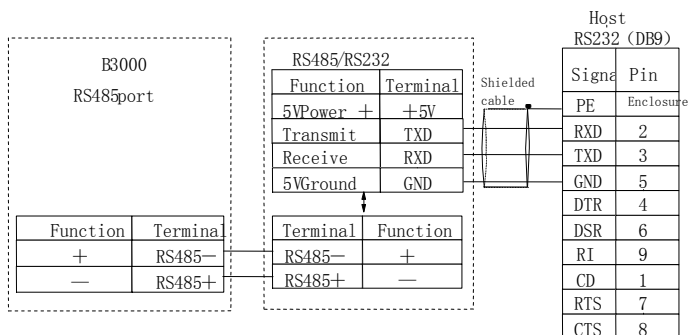 Host
RS232（DB9）
B3000
RS485port
RS485/RS232
Function Terminal
5VPower + +5V
Transmit TXD
Receive RXD
5VGround GND
Shielded
cable
Signa Pin
PE Enclosure
RXD 2
TXD 3
GND 5
DTR 4
DSR 6
RI 9
CD 1
RTS 7
CTS 8
Function Terminal
+ RS485−
— RS485+
Terminal Function
RS485− +
RS485+ —